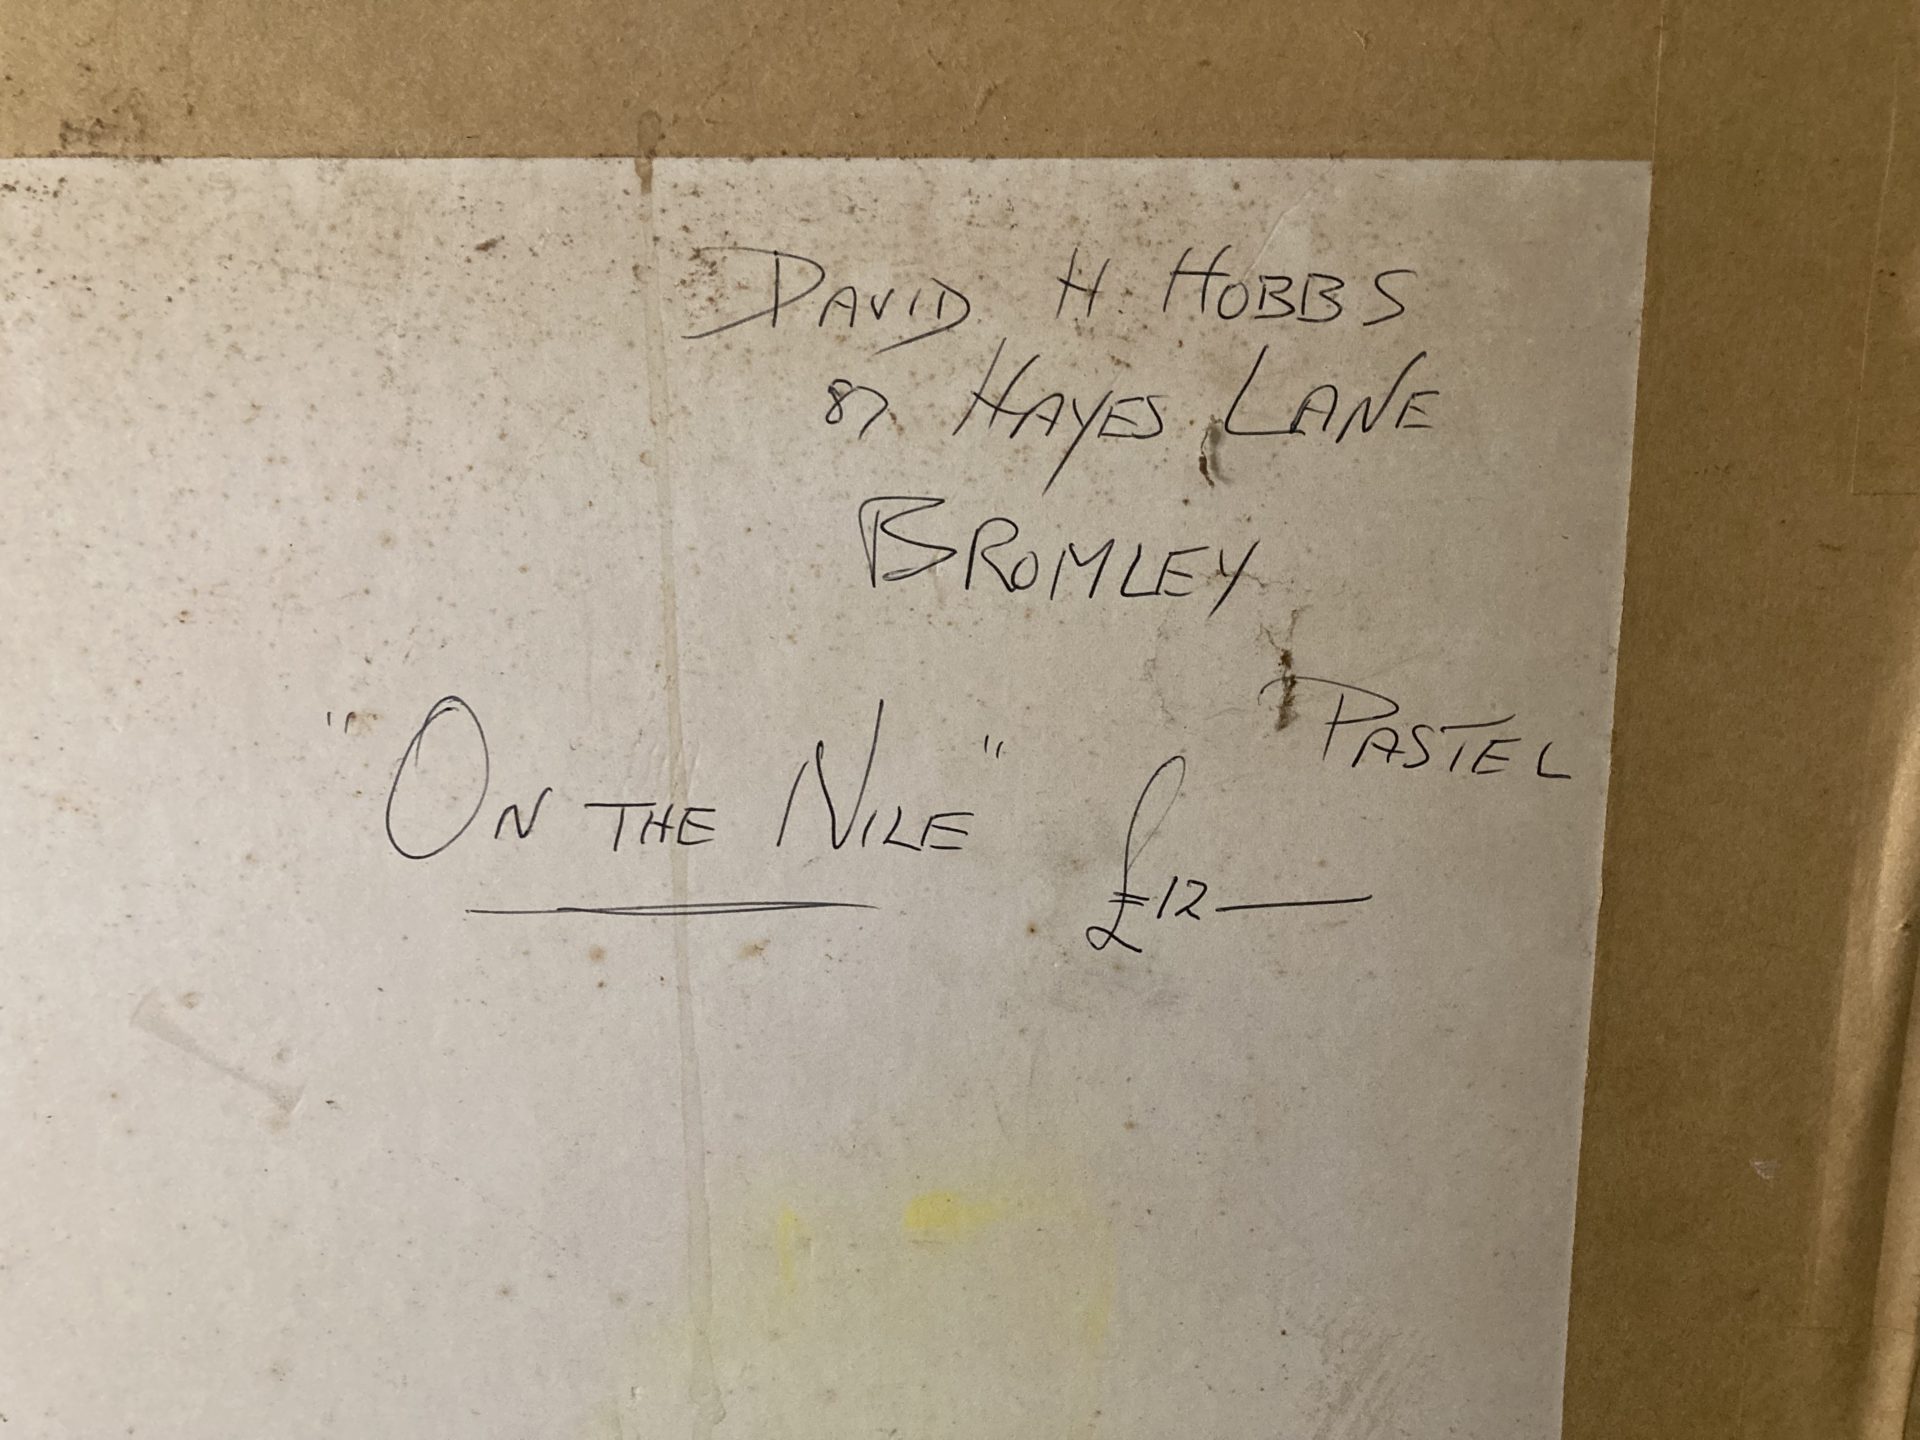 DAVID H. HOBBS
87 HAYES LANE
BROMLEY
PASTEL
"ON THE NILE" £12—